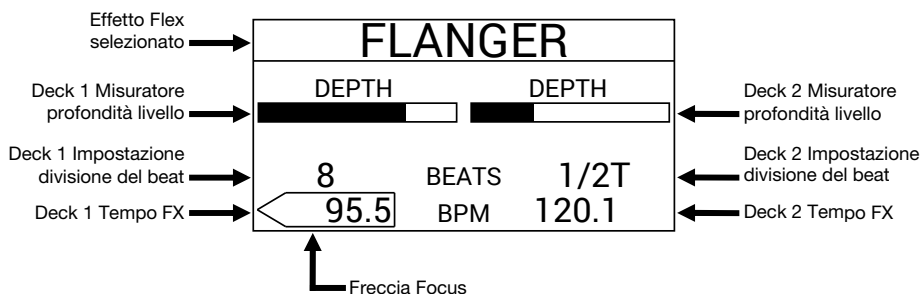 Effetto Flex
selezionato
FLANGER
Deck 1 Misuratore
profondità livello
DEPTH
DEPTH
Deck 2 Misuratore
profondità livello
Deck 1 Impostazione
divisione del beat
8 BEATS 1/2T
Deck 2 Impostazione
divisione del beat
Deck 1 Tempo FX
95.5 BPM 120.1
Deck 2 Tempo FX
Freccia Focus